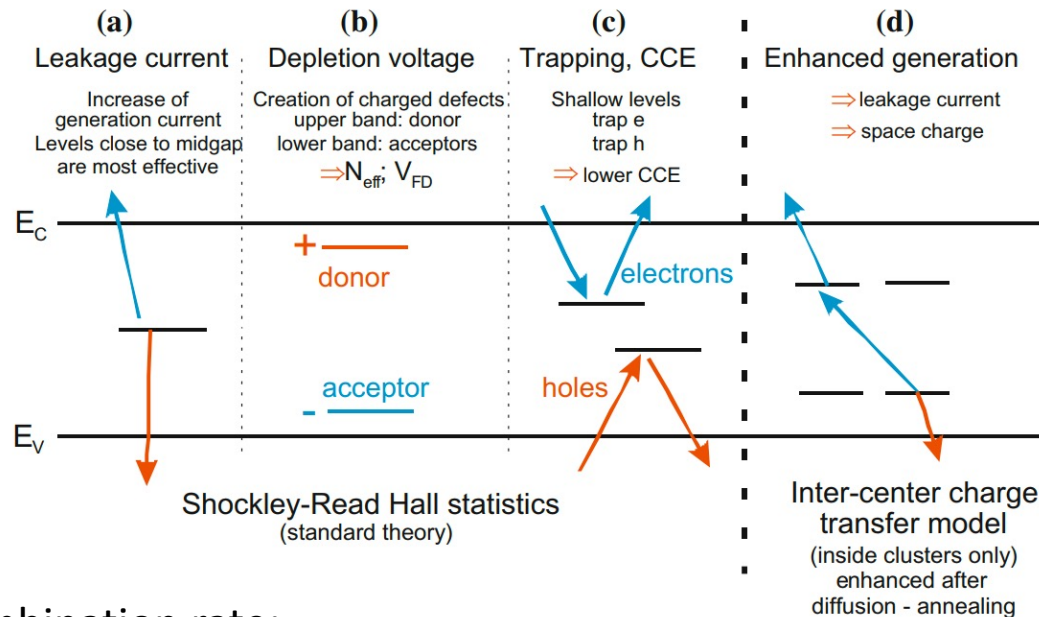 (a)
Leakage current
Increase of
generation current
Levels close to midgap
are most effective
(b)
Depletion voltage
Creation of charged defects
upper band: donor
lower band: acceptors
⇒N_eff; V_FD
(c)
Trapping, CCE
Shallow levels
trap e
trap h
⇒ lower CCE
(d)
Enhanced generation
⇒ leakage current
⇒ space charge
E_C
+
donor
electrons
acceptor
-
holes
E_V
Shockley-Read Hall statistics
(standard theory)
Inter-center charge
transfer model
(inside clusters only)
enhanced after
diffusion - annealing